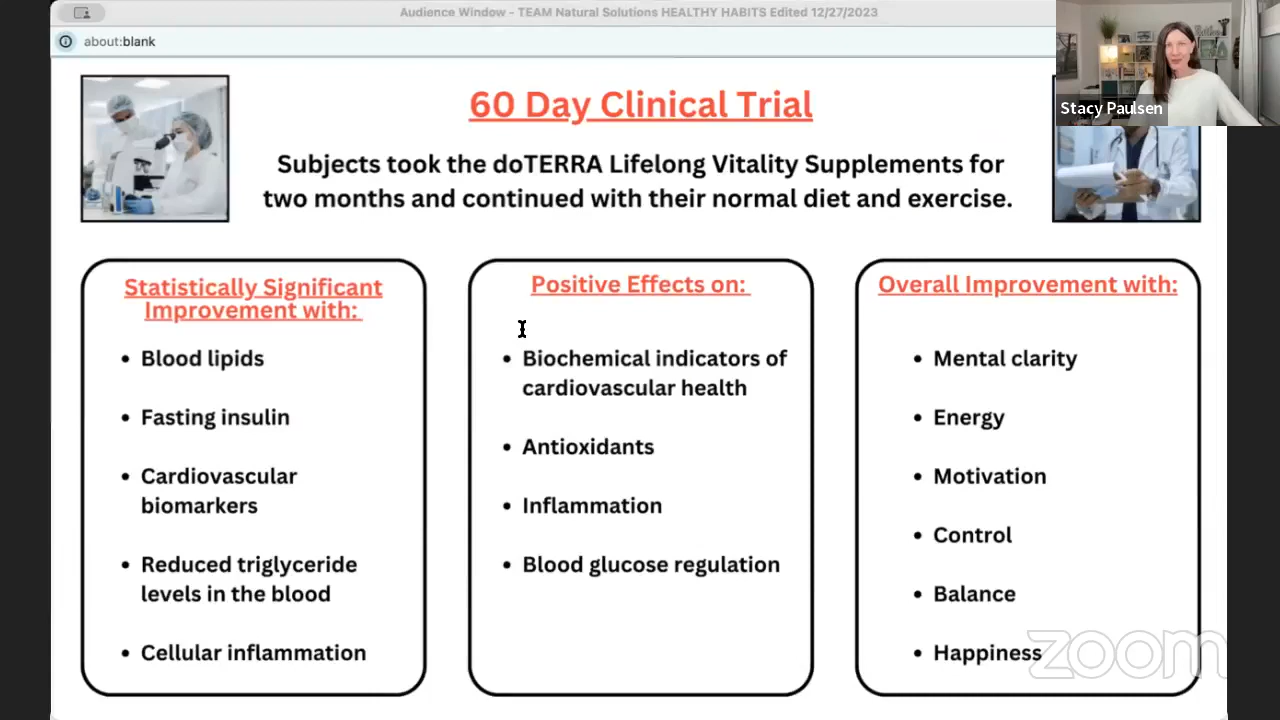 Audience Window - TEAM Natural Solutions HEALTHY HABITS Edited 12/27/2023
about:blank
Stacy Paulsen
60 Day Clinical Trial
Subjects took the doTERRA Lifelong Vitality Supplements for
two months and continued with their normal diet and exercise.
Statistically Significant
Improvement with:
• Blood lipids
• Fasting insulin
• Cardiovascular
biomarkers
• Reduced triglyceride
levels in the blood
• Cellular inflammation
Positive Effects on:
• Biochemical indicators of
cardiovascular health
• Antioxidants
• Inflammation
• Blood glucose regulation
Overall Improvement with:
• Mental clarity
• Energy
• Motivation
• Control
• Balance
• Happiness
zoom